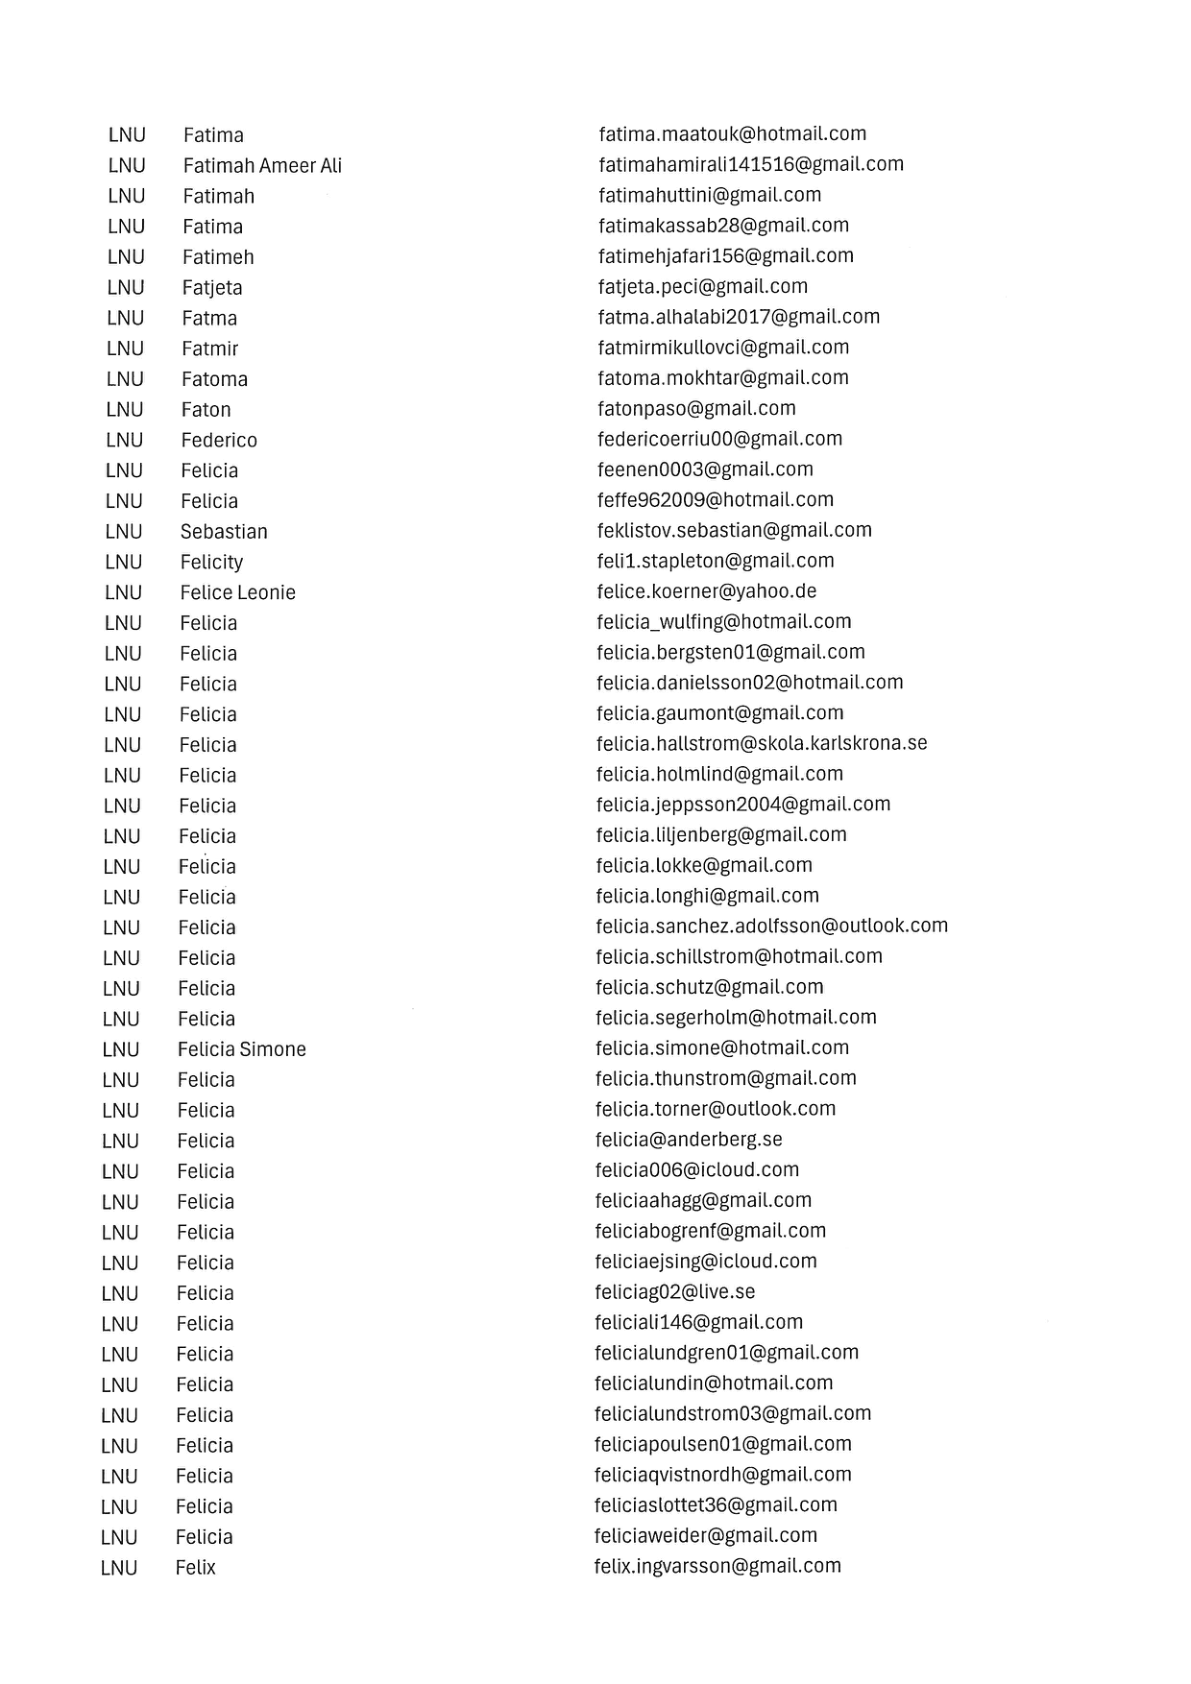 LNU Fatima fatima.maatouk@hotmail.com
LNU Fatimah Ameer Ali fatimahamirali141516@gmail.com
LNU Fatimah fatimahuttini@gmail.com
LNU Fatima fatimakassab28@gmail.com
LNU Fatimeh fatimehjafari156@gmail.com
LNU Fatjeta fatjeta.peci@gmail.com
LNU Fatma fatma.alhalabi2017@gmail.com
LNU Fatmir fatmirmikullovci@gmail.com
LNU Fatoma fatoma.mokhtar@gmail.com
LNU Faton fatonpaso@gmail.com
LNU Federico federicoerriu00@gmail.com
LNU Felicia feenen0003@gmail.com
LNU Felicia feffe962009@hotmail.com
LNU Sebastian feklistov.sebastian@gmail.com
LNU Felicity feli1.stapleton@gmail.com
LNU Felice Leonie felice.koerner@yahoo.de
LNU Felicia felicia_wulfing@hotmail.com
LNU Felicia felicia.bergsten01@gmail.com
LNU Felicia felicia.danielsson02@hotmail.com
LNU Felicia felicia.gaumont@gmail.com
LNU Felicia felicia.hallstrom@skola.karlskrona.se
LNU Felicia felicia.holmlind@gmail.com
LNU Felicia felicia.jeppsson2004@gmail.com
LNU Felicia felicia.liljenberg@gmail.com
LNU Felicia felicia.lokke@gmail.com
LNU Felicia felicia.longhi@gmail.com
LNU Felicia felicia.sanchez.adolfsson@outlook.com
LNU Felicia felicia.schillstrom@hotmail.com
LNU Felicia felicia.schutz@gmail.com
LNU Felicia felicia.segerholm@hotmail.com
LNU Felicia Simone felicia.simone@hotmail.com
LNU Felicia felicia.thunstrom@gmail.com
LNU Felicia felicia.torner@outlook.com
LNU Felicia felicia@anderberg.se
LNU Felicia felicia006@icloud.com
LNU Felicia feliciaahagg@gmail.com
LNU Felicia feliciabogrenf@gmail.com
LNU Felicia feliciaejsing@icloud.com
LNU Felicia feliciag02@live.se
LNU Felicia feliciali146@gmail.com
LNU Felicia felicialundgren01@gmail.com
LNU Felicia felicialundin@hotmail.com
LNU Felicia felicialundstrom03@gmail.com
LNU Felicia feliciapoulsen01@gmail.com
LNU Felicia feliciaqvistnordh@gmail.com
LNU Felicia feliciaslottet36@gmail.com
LNU Felicia feliciaweider@gmail.com
LNU Felix felix.ingvarsson@gmail.com